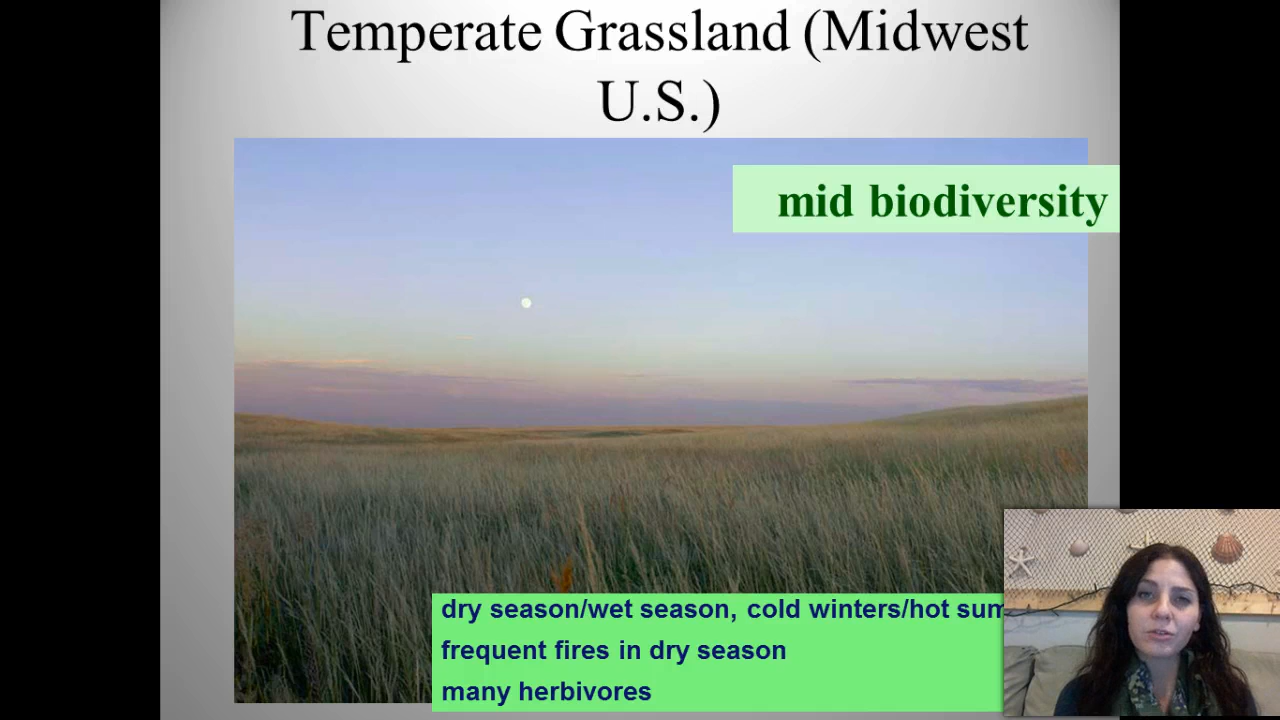 Temperate Grassland (Midwest
U.S.)
mid biodiversity
dry season/wet season, cold winters/hot
frequent fires in dry season
many herbivores